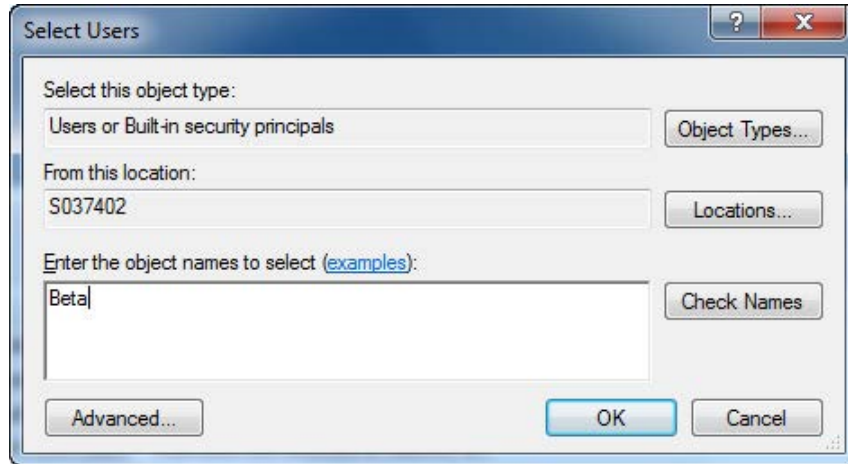 Select Users
?
X
Select this object type:
Users or Built-in security principals
Object Types...
From this location:
S037402
Locations...
Enter the object names to select (examples):
Beta
Check Names
Advanced...
OK
Cancel